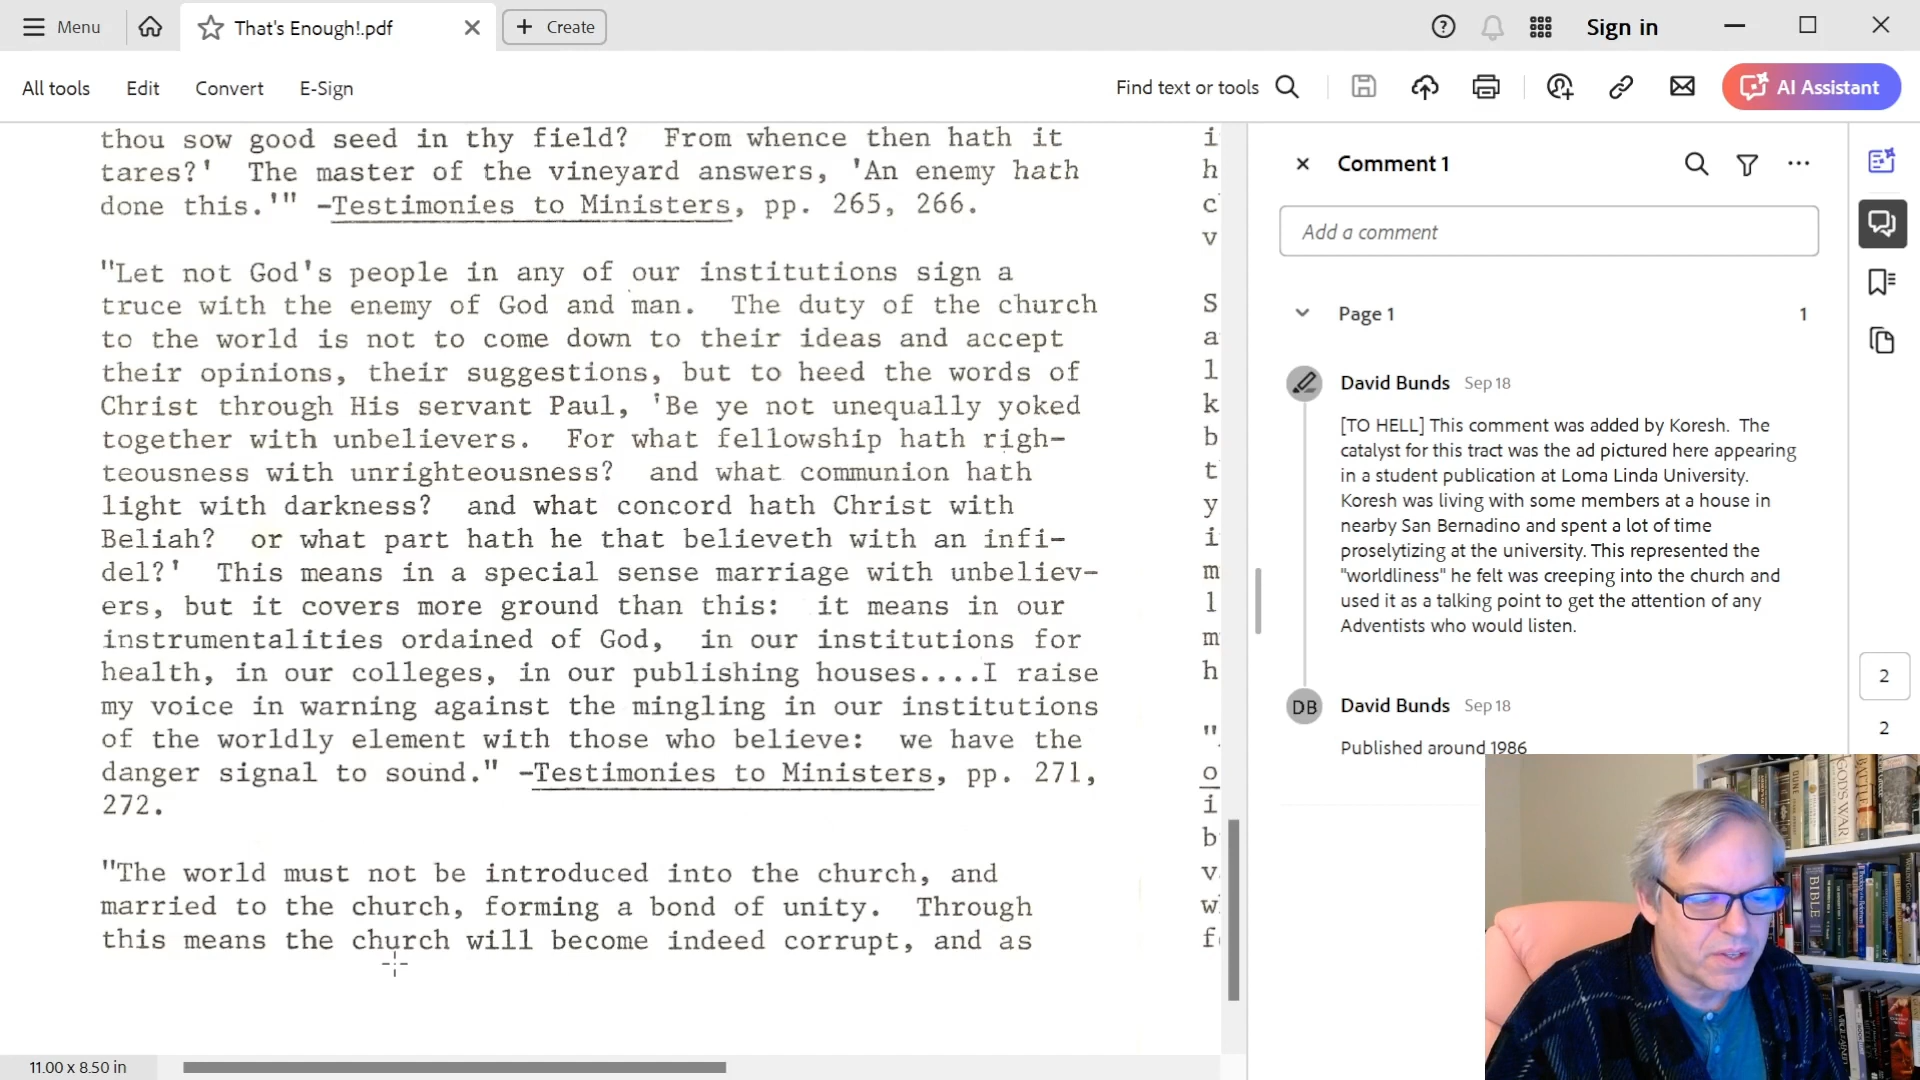 Menu
That's Enough!.pdf
Create
Sign in
All tools
Edit
Convert
E-Sign
Find text or tools
AI Assistant
thou sow good seed in thy field? From whence then hath it
tares?' The master of the vineyard answers, 'An enemy hath
done this.'" -Testimonies to Ministers, pp. 265, 266.
"Let not God's people in any of our institutions sign a
truce with the enemy of God and man. The duty of the church
to the world is not to come down to their ideas and accept
their opinions, their suggestions, but to heed the words of
Christ through His servant Paul, 'Be ye not unequally yoked
together with unbelievers. For what fellowship hath righ-
teousness with unrighteousness? and what communion hath
light with darkness? and what concord hath Christ with
Beliah? or what part hath he that believeth with an infi-
del?' This means in a special sense marriage with unbeliev-
ers, but it covers more ground than this: it means in our
instrumentalities ordained of God, in our institutions for
health, in our colleges, in our publishing houses....I raise
my voice in warning against the mingling in our institutions
of the worldly element with those who believe: we have the
danger signal to sound." -Testimonies to Ministers, pp. 271,
272.
"The world must not be introduced into the church, and
married to the church, forming a bond of unity. Through
this means the church will become indeed corrupt, and as
11.00 x 8.50 in
Comment 1
Add a comment
Page 1
1
David Bunds Sep 18
[TO HELL] This comment was added by Koresh. The
catalyst for this tract was the ad pictured here appearing
in a student publication at Loma Linda University.
Koresh was living with some members at a house in
nearby San Bernadino and spent a lot of time
proselytizing at the university. This represented the
"worldliness" he felt was creeping into the church and
used it as a talking point to get the attention of any
Adventists who would listen.
DB
David Bunds Sep 18
Published around 1986
2
2
GOD'S WAR
BATTLE
BIBLE